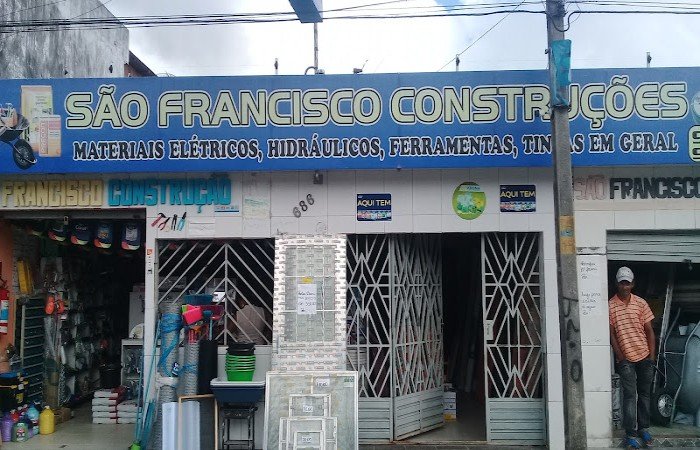 SÃO FRANCISCO CONSTRUÇÕES
MATERIAIS ELÉTRICOS, HIDRÁULICOS, FERRAMENTAS, TINTAS EM GERAL
FRANCISCO CONSTRUÇÃO
686
AQUI TEM
AQUI TEM
SÃO FRANCISCO